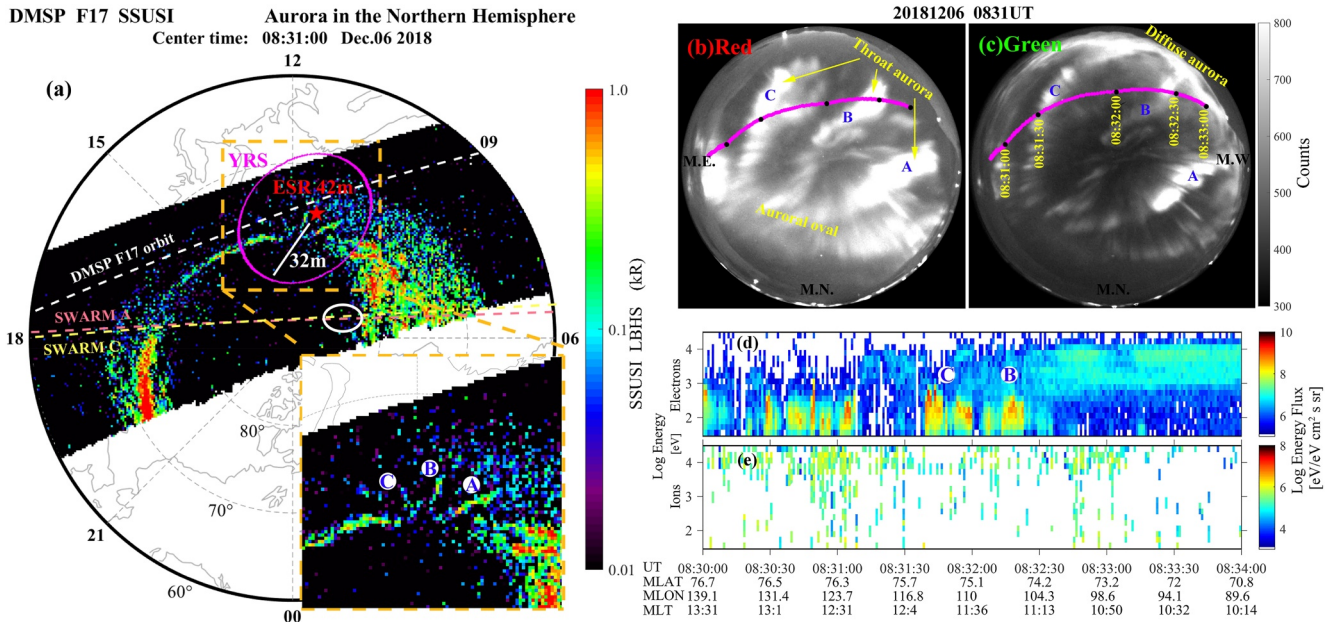 DMSP F17 SSUSI Aurora in the Northern Hemisphere
Center time: 08:31:00 Dec.06 2018
(a)
12
15
09
YRS
ESR 42m
32m
DMSP F17 orbit
18
SWARM A
SWARM C
06
80°
70°
60°
21
00
C
B
A
1.0
0.1
0.01
SSUSI LBHS (kR)
20181206 0831UT
(b)Red
Throat aurora
C
B
A
M.E.
Auroral oval
M.N.
(c)Green
Diffuse aurora
C
B
A
08:31:00
08:31:30
08:32:00
08:32:30
08:33:00
M.W
M.N.
800
700
600
500
400
300
Counts
(d)
C
B
4
3
2
Electrons
Log Energy
[eV]
(e)
4
3
2
Ions
10
8
6
8
6
4
Log Energy Flux
[eV/eV cm² s sr]
UT 08:30:00 08:30:30 08:31:00 08:31:30 08:32:00 08:32:30 08:33:00 08:33:30 08:34:00
MLAT 76.7 76.5 76.3 75.7 75.1 74.2 73.2 72 70.8
MLON 139.1 131.4 123.7 116.8 110 104.3 98.6 94.1 89.6
MLT 13:31 13:1 12:31 12:4 11:36 11:13 10:50 10:32 10:14